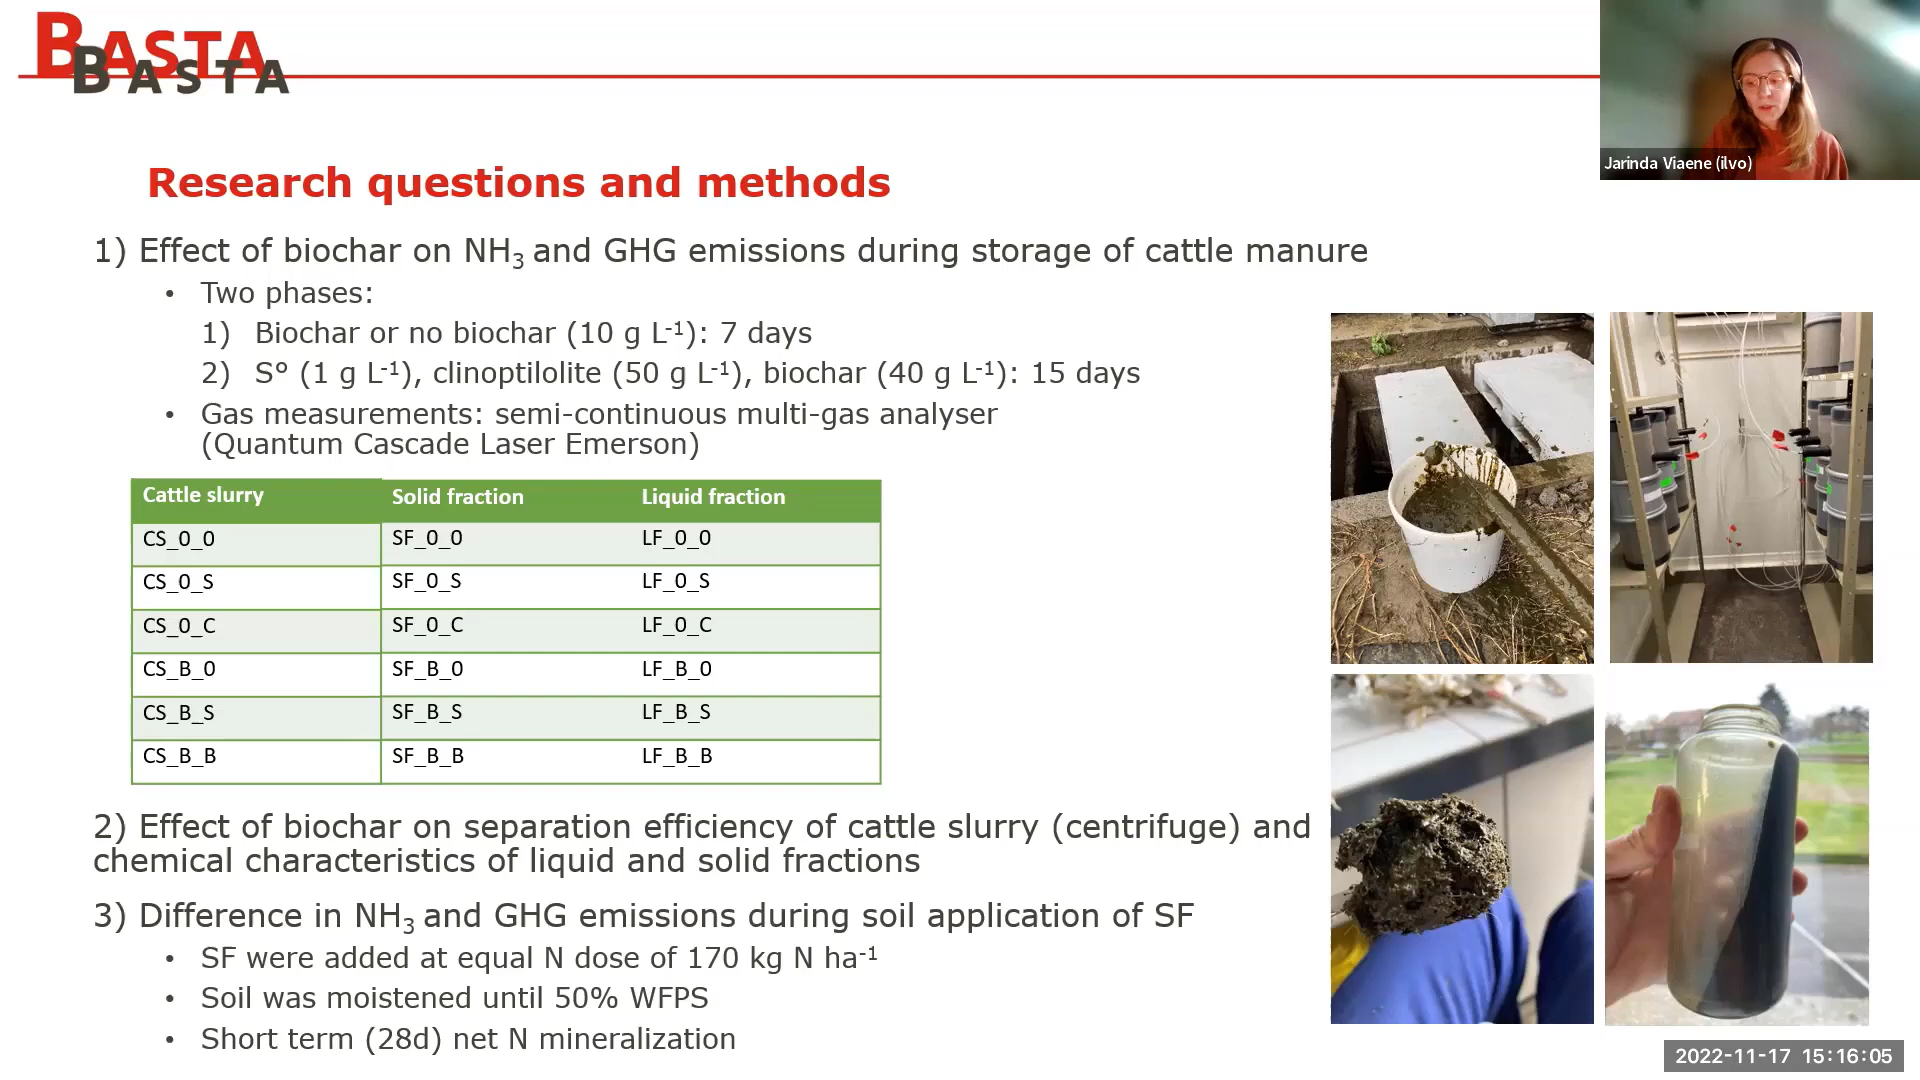 BASTA
BASTA
Jarinda Viaene (ilvo)
Research questions and methods
1) Effect of biochar on NH₃ and GHG emissions during storage of cattle manure
• Two phases:
1) Biochar or no biochar (10 g L⁻¹): 7 days
2) S° (1 g L⁻¹), clinoptilolite (50 g L⁻¹), biochar (40 g L⁻¹): 15 days
• Gas measurements: semi-continuous multi-gas analyser
(Quantum Cascade Laser Emerson)
Cattle slurry Solid fraction Liquid fraction
CS_0_0 SF_0_0 LF_0_0
CS_0_S SF_0_S LF_0_S
CS_0_C SF_0_C LF_0_C
CS_B_0 SF_B_0 LF_B_0
CS_B_S SF_B_S LF_B_S
CS_B_B SF_B_B LF_B_B
2) Effect of biochar on separation efficiency of cattle slurry (centrifuge) and
chemical characteristics of liquid and solid fractions
3) Difference in NH₃ and GHG emissions during soil application of SF
• SF were added at equal N dose of 170 kg N ha⁻¹
• Soil was moistened until 50% WFPS
• Short term (28d) net N mineralization
2022-11-17 15:16:05